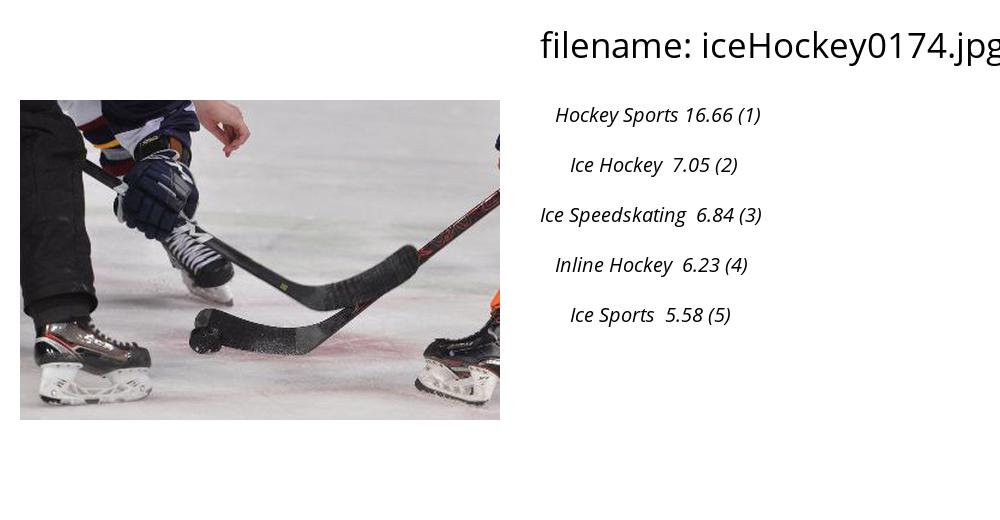 filename: iceHockey0174.jpg
Hockey Sports 16.66 (1)
Ice Hockey 7.05 (2)
Ice Speedskating 6.84 (3)
Inline Hockey 6.23 (4)
Ice Sports 5.58 (5)